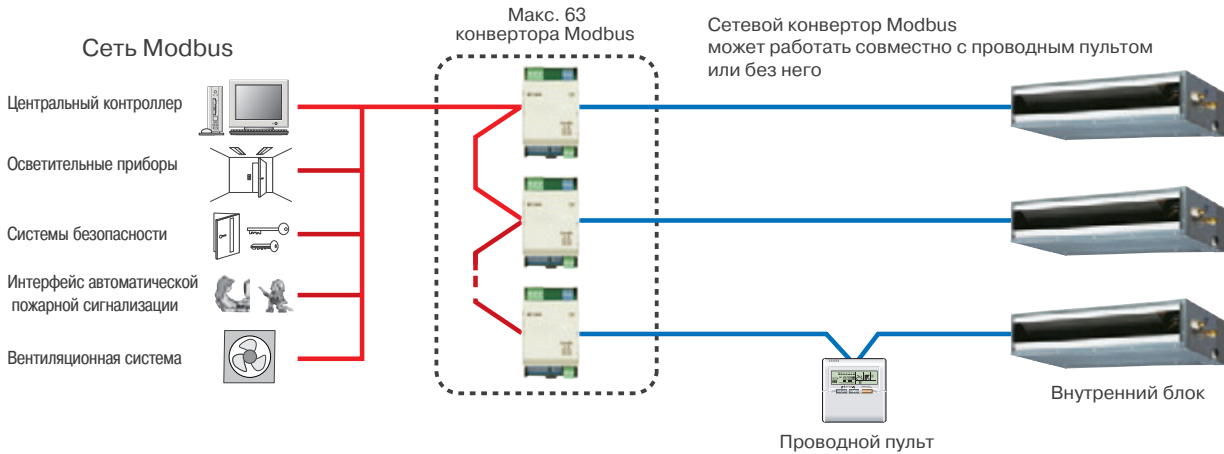 Сеть Modbus
Макс. 63
конвертора Modbus
Сетевой конвертор Modbus
может работать совместно с проводным пультом
или без него
Центральный контроллер
Осветительные приборы
Системы безопасности
Интерфейс автоматической
пожарной сигнализации
Вентиляционная система
Внутренний блок
Проводной пульт